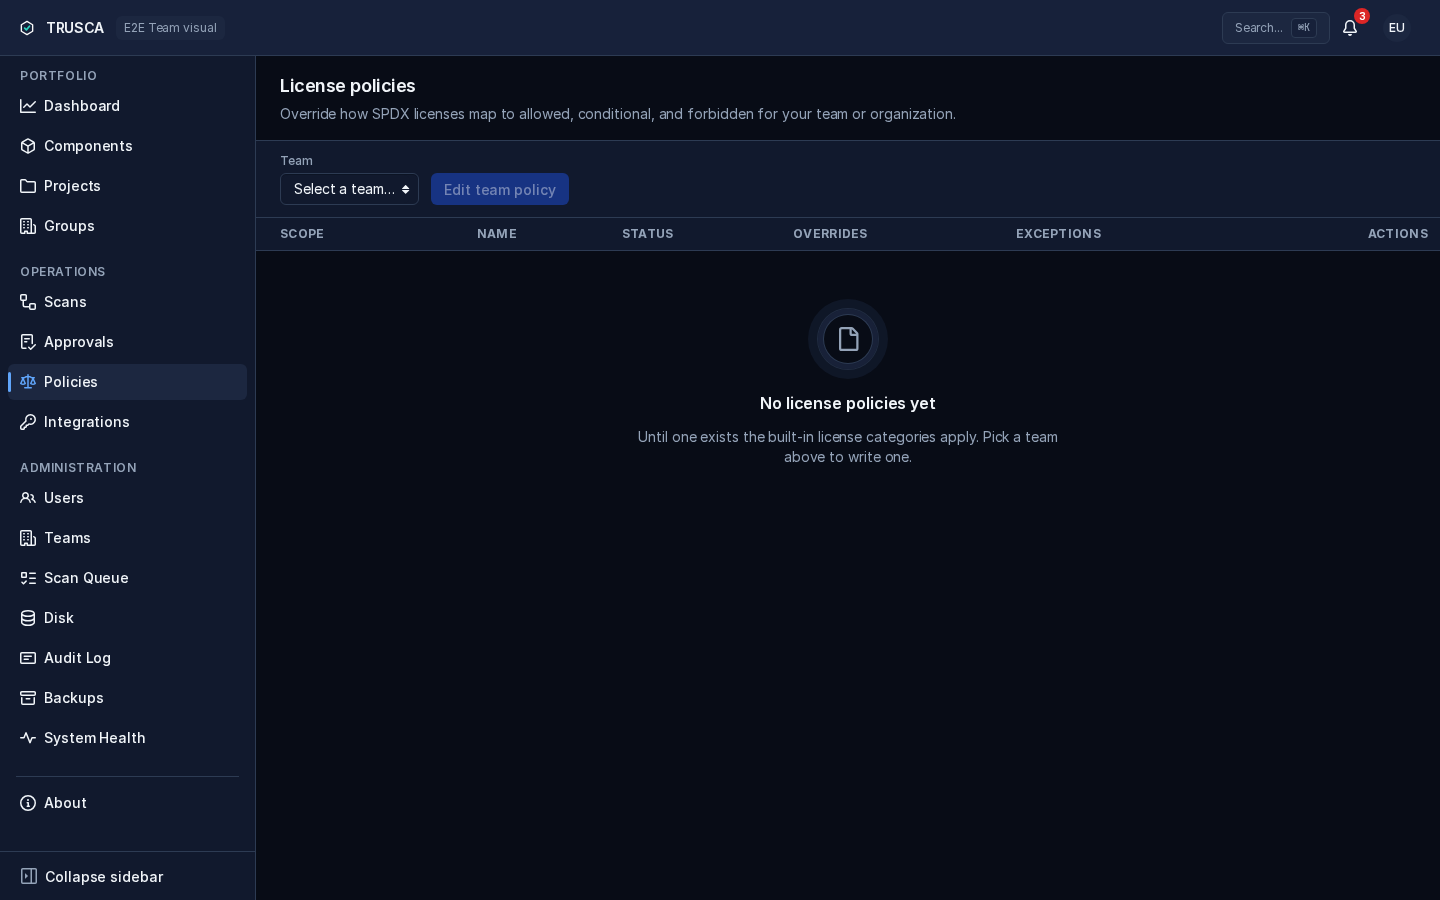 TRUSCA
E2E Team visual
Search...
⌘K
3
EU
PORTFOLIO
Dashboard
Components
Projects
Groups
OPERATIONS
Scans
Approvals
Policies
Integrations
ADMINISTRATION
Users
Teams
Scan Queue
Disk
Audit Log
Backups
System Health
About
Collapse sidebar
License policies
Override how SPDX licenses map to allowed, conditional, and forbidden for your team or organization.
Team
Select a team...
Edit team policy
SCOPE NAME STATUS OVERRIDES EXCEPTIONS ACTIONS
No license policies yet
Until one exists the built-in license categories apply. Pick a team
above to write one.